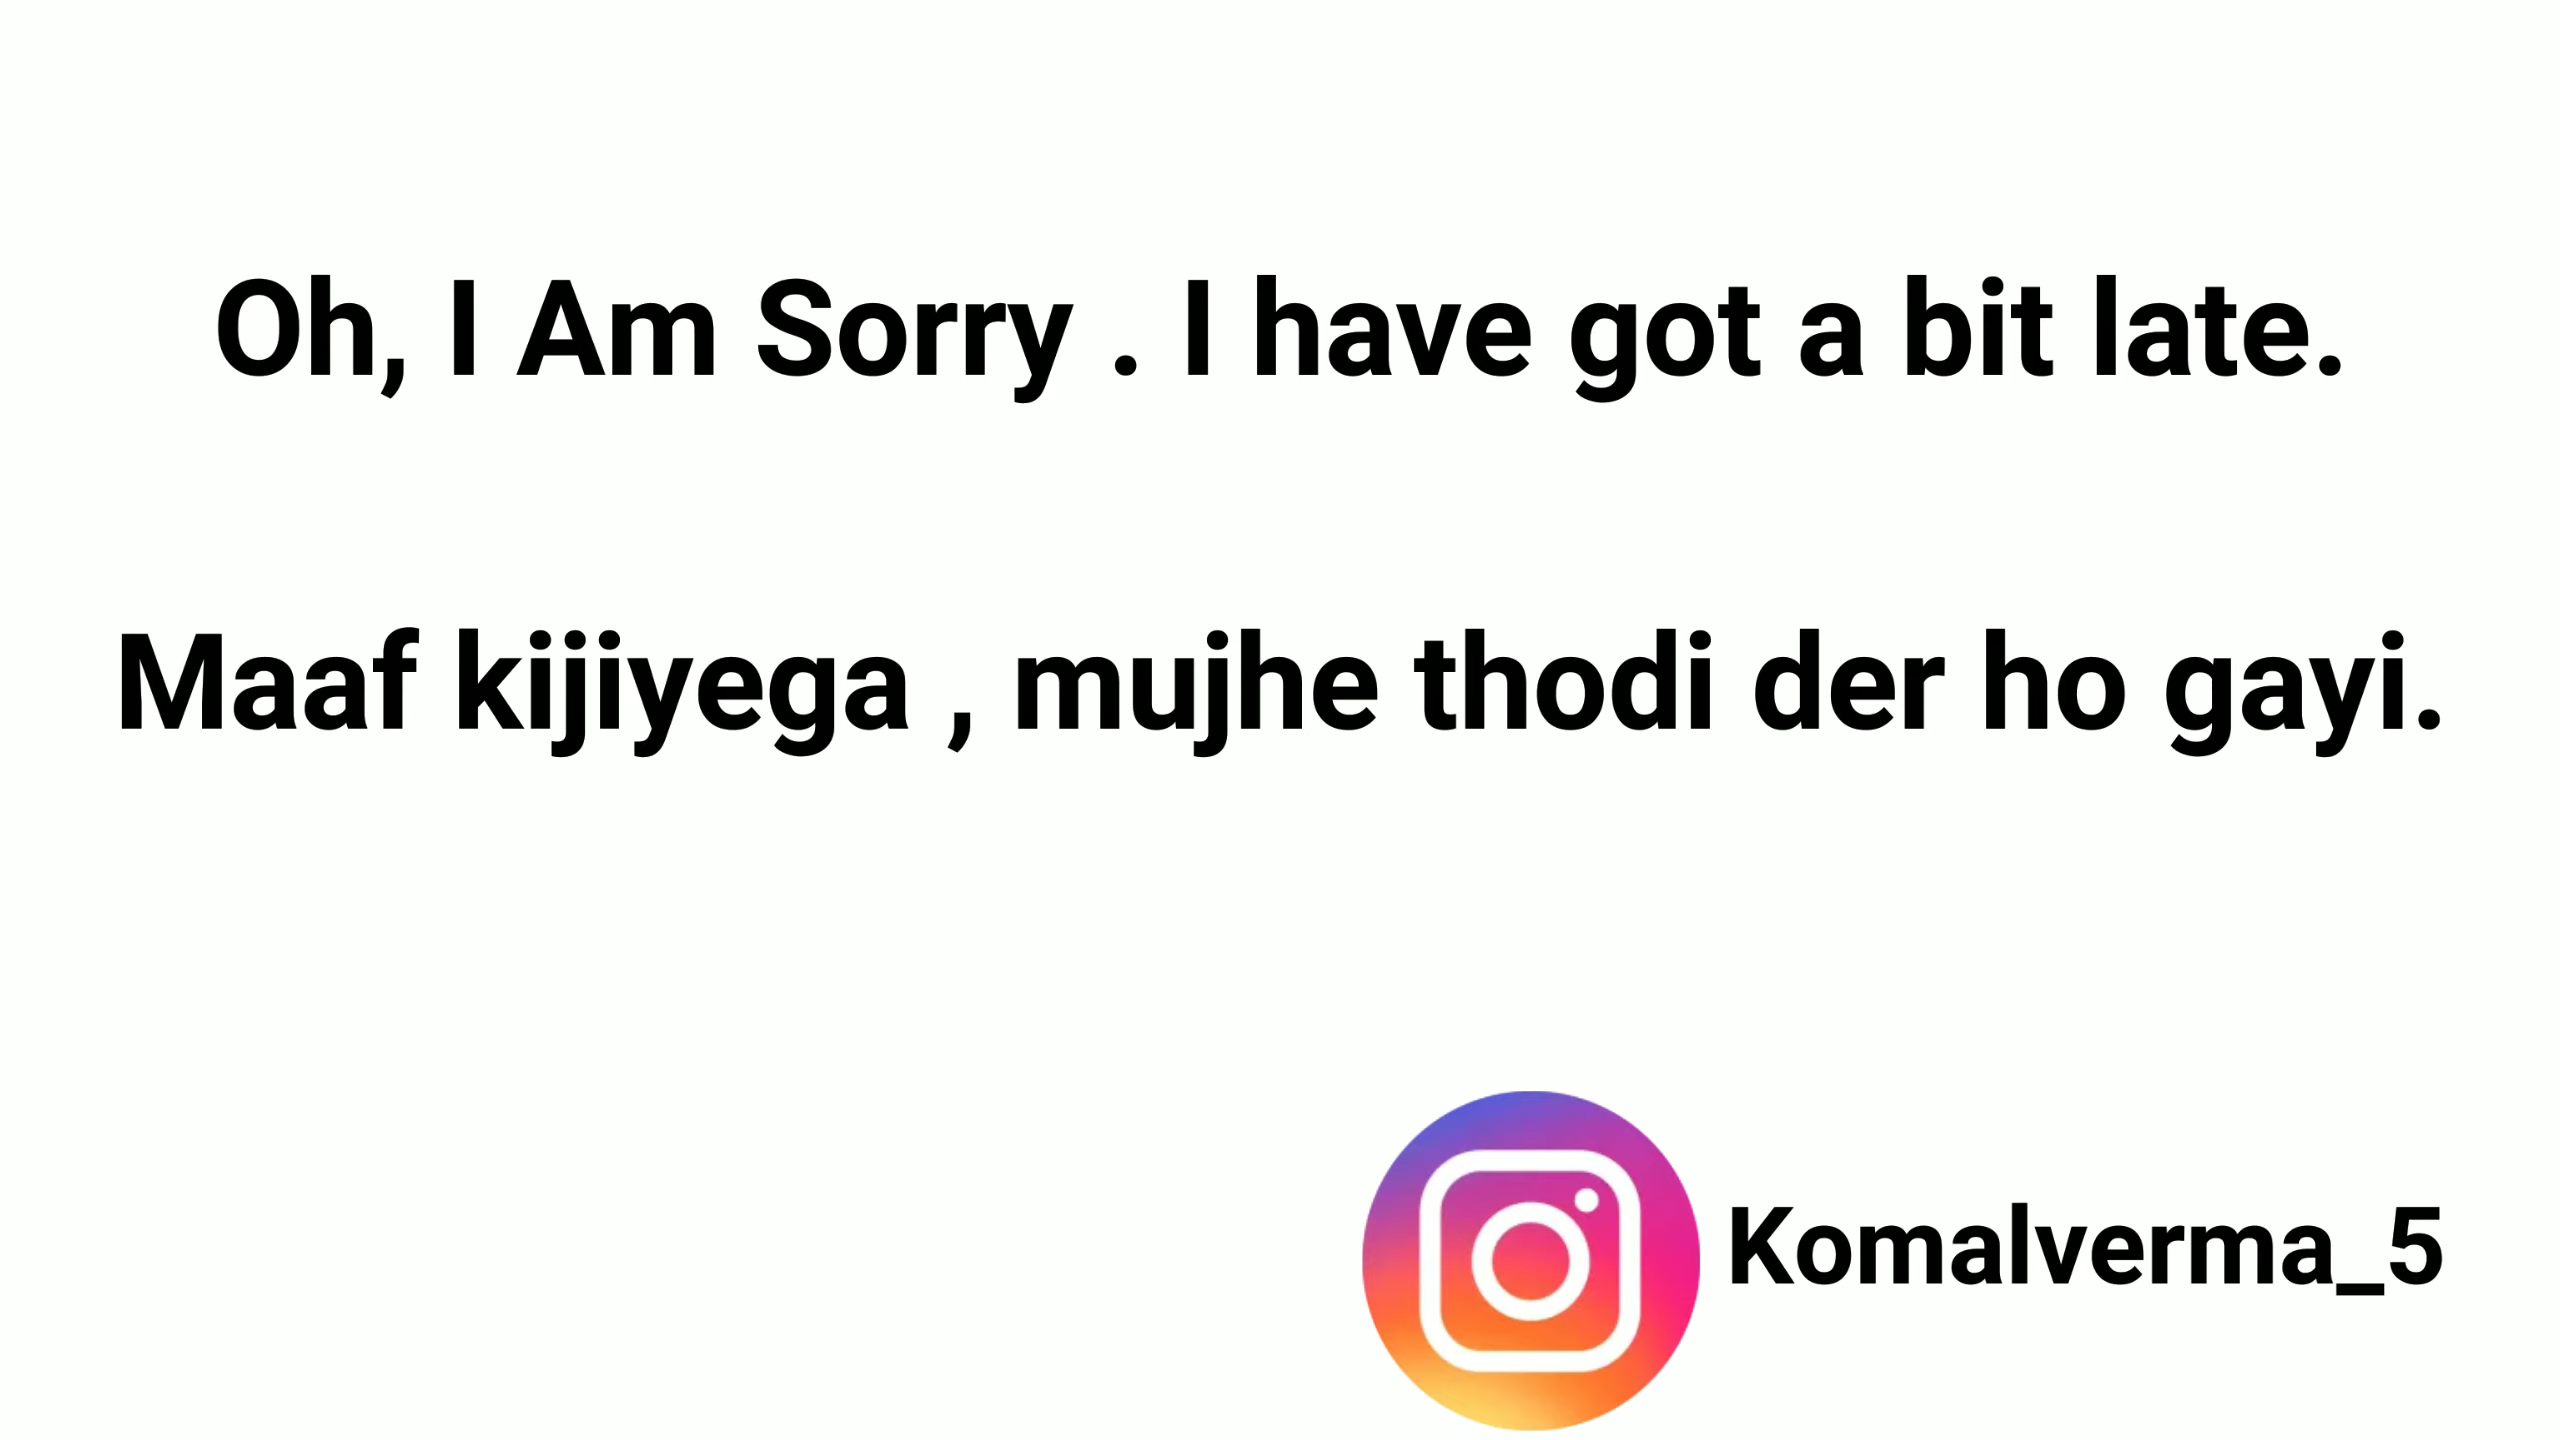 Oh, I Am Sorry . I have got a bit late.
Maaf kijiyega , mujhe thodi der ho gayi.
Komalverma_5